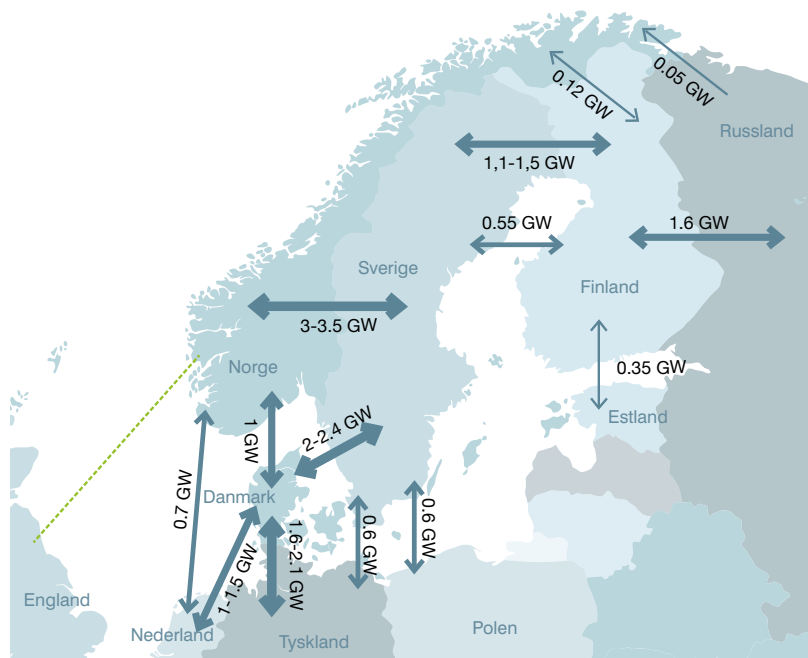 0.05 GW
0.12 GW
Russland
1,1-1,5 GW
0.55 GW
1.6 GW
Sverige
Finland
3-3.5 GW
Norge
0.35 GW
Estland
1 GW
2-2.4 GW
0.7 GW
Danmark
0.6 GW
0.6 GW
1-1.5 GW
1.6-2.1 GW
England
Nederland
Tyskland
Polen